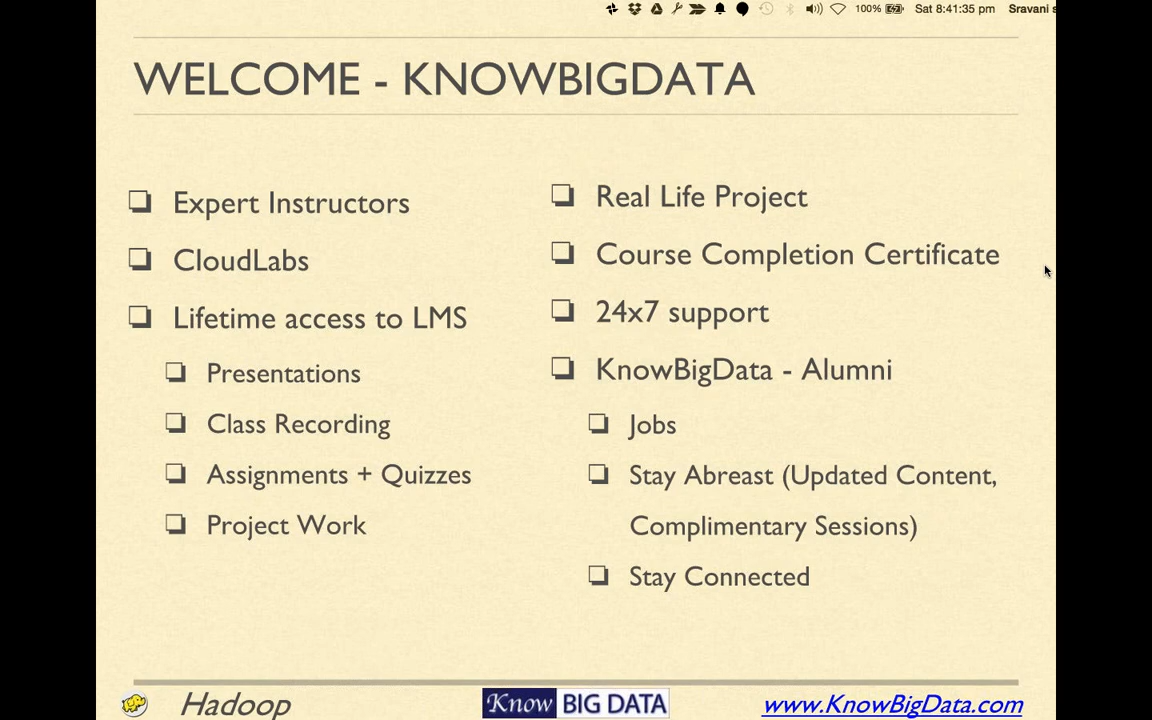 100% Sat 8:41:35 pm Sravani s
WELCOME - KNOWBIGDATA
Expert Instructors
CloudLabs
Lifetime access to LMS
Presentations
Class Recording
Assignments + Quizzes
Project Work
Real Life Project
Course Completion Certificate
24x7 support
KnowBigData - Alumni
Jobs
Stay Abreast (Updated Content,
Complimentary Sessions)
Stay Connected
Hadoop
Know BIG DATA
www.KnowBigData.com